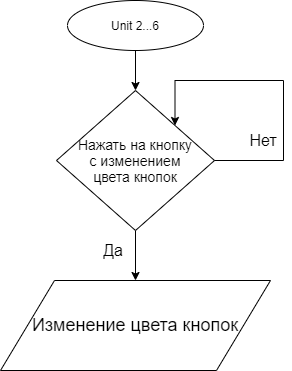 Unit 2...6
Нажать на кнопку
с изменением
цвета кнопок
Нет
Да
Изменение цвета кнопок